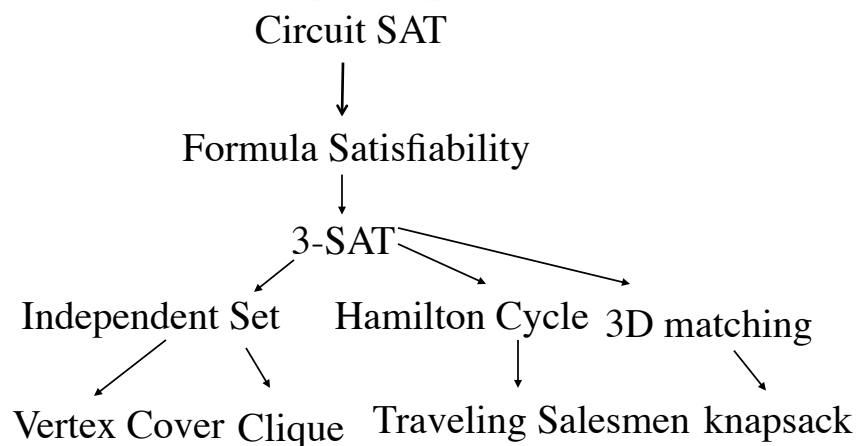 Circuit SAT
Formula Satisfiability
3-SAT
Independent Set
Hamilton Cycle
3D matching
Vertex Cover
Clique
Traveling Salesmen
knapsack